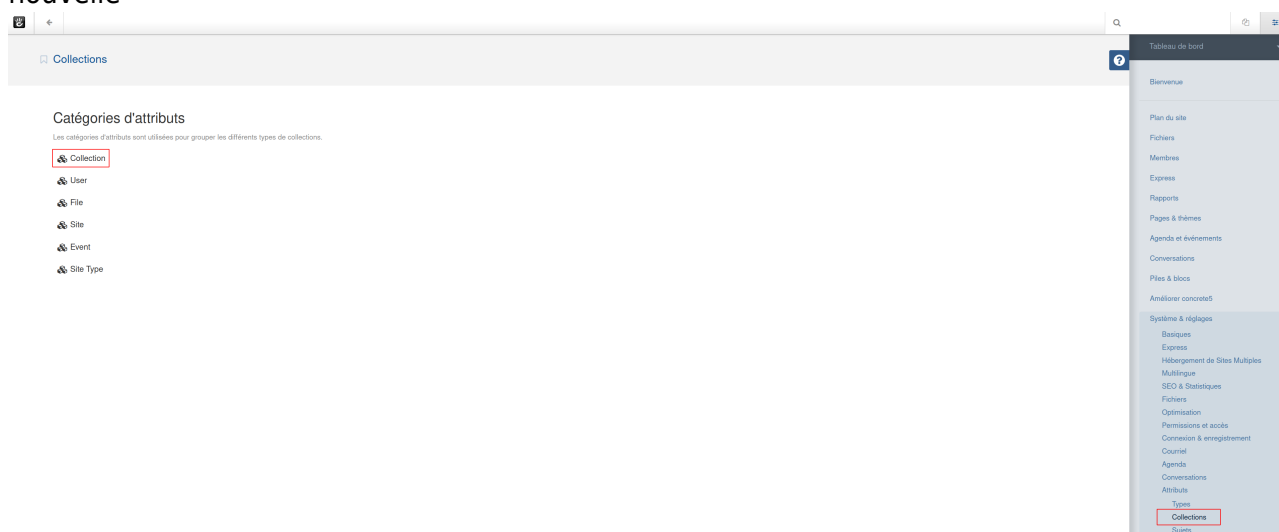 nouvelle
Collections
Catégories d'attributs
Les catégories d'attributs sont utilisées pour grouper les différents types de collections.
Collection
User
File
Site
Event
Site Type
Tableau de bord
Bienvenue
Plan du site
Fichiers
Membres
Express
Rapports
Pages & thèmes
Agenda et événements
Conversations
Piles & blocs
Améliorer concrete5
Système & réglages
Basiques
Express
Hébergement de Sites Multiples
Multilingue
SEO & Statistiques
Fichiers
Optimisation
Permissions et accès
Connexion & enregistrement
Courriel
Agenda
Conversations
Attributs
Types
Collections
Sujets